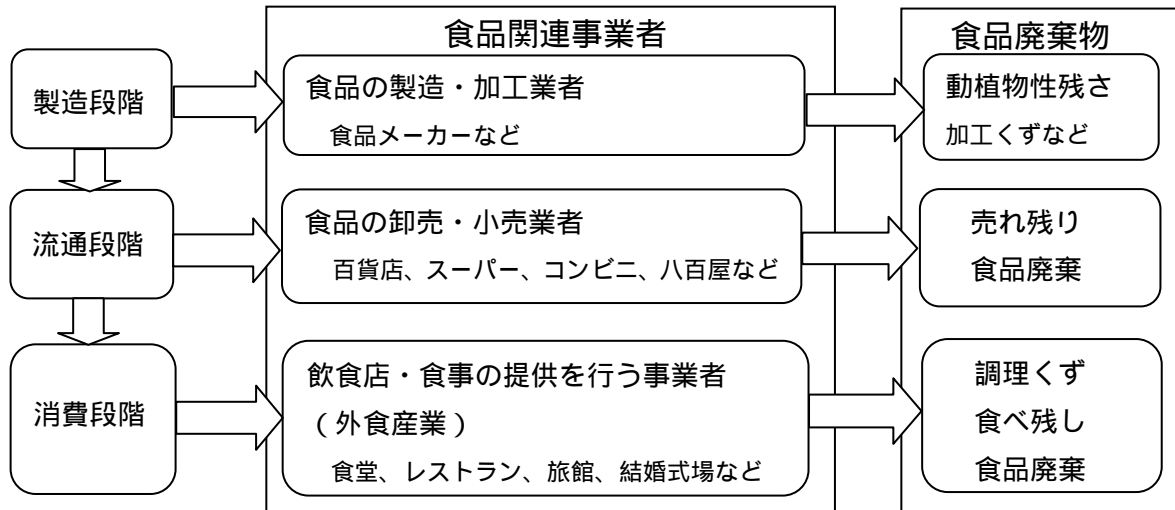 食品関連事業者
食品廃棄物
製造段階
食品の製造・加工業者
食品メーカーなど
動植物性残さ
加工くずなど
流通段階
食品の卸売・小売業者
百貨店、スーパー、コンビニ、八百屋など
売れ残り
食品廃棄
消費段階
飲食店・食事の提供を行う事業者
（外食産業）
食堂、レストラン、旅館、結婚式場など
調理くず
食べ残し
食品廃棄